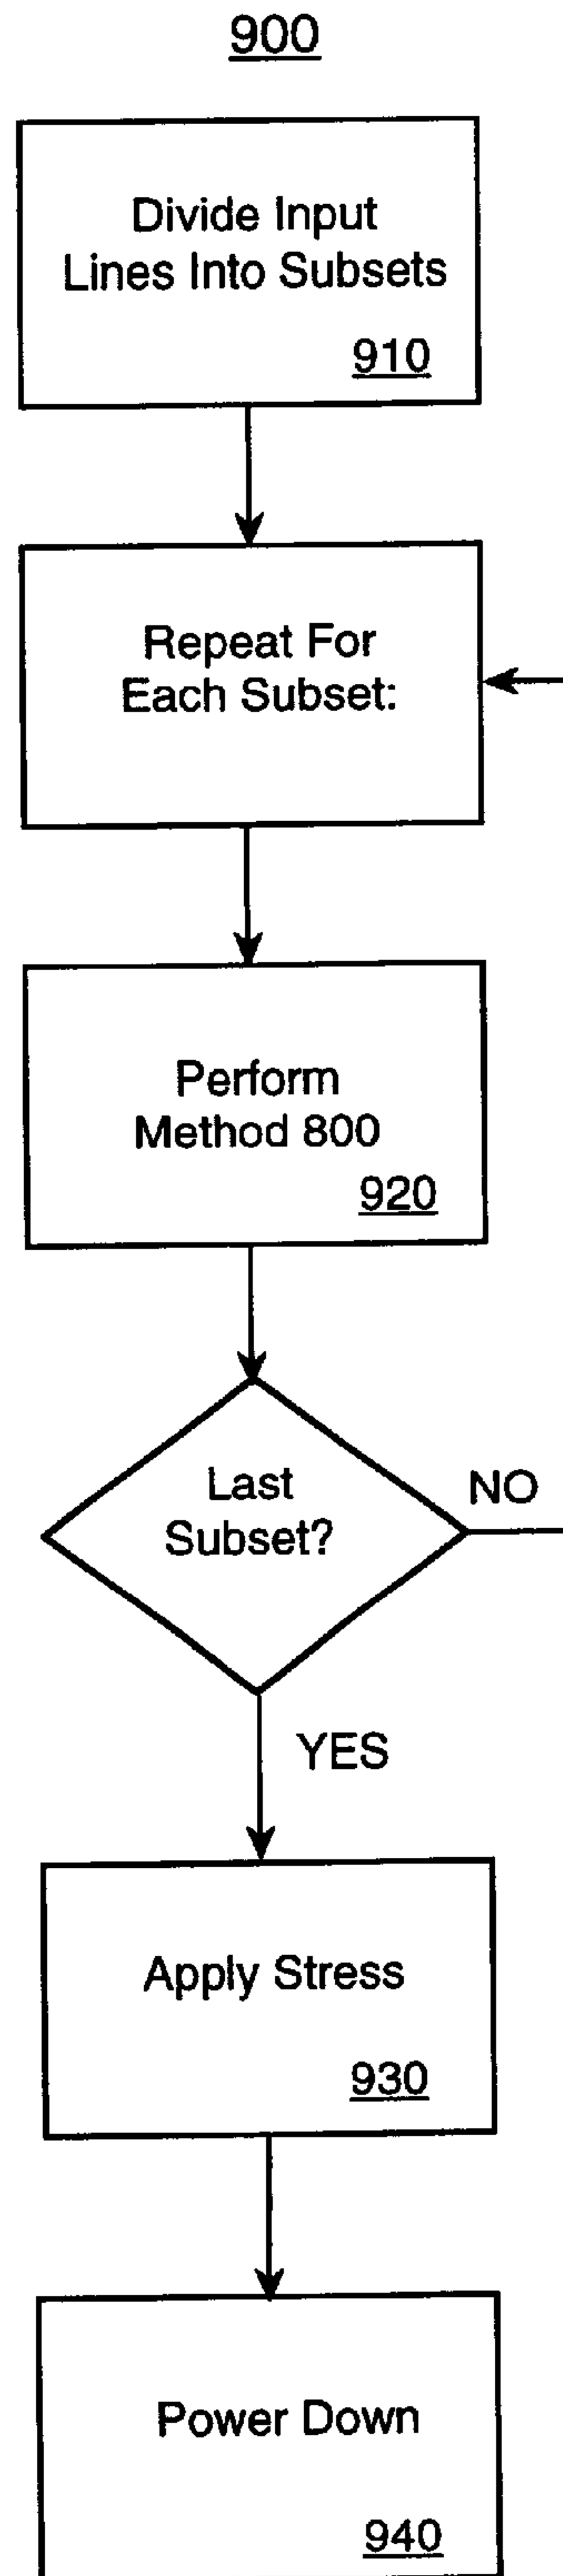 900
Divide Input
Lines Into Subsets
910
Repeat For
Each Subset:
Perform
Method 800
920
Last
Subset?
NO
YES
Apply Stress
930
Power Down
940